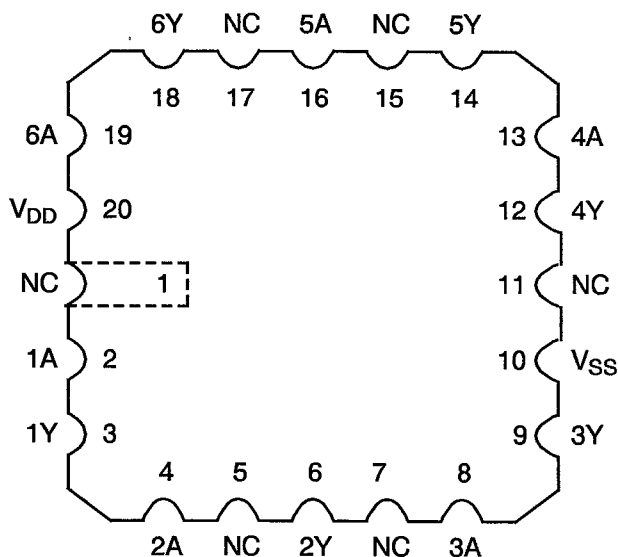 6Y NC 5A NC 5Y
18 17 16 15 14
6A 19 13 4A
VDD 20 12 4Y
NC 1 11 NC
1A 2 10 VSS
1Y 3 9 3Y
4 5 6 7 8
2A NC 2Y NC 3A